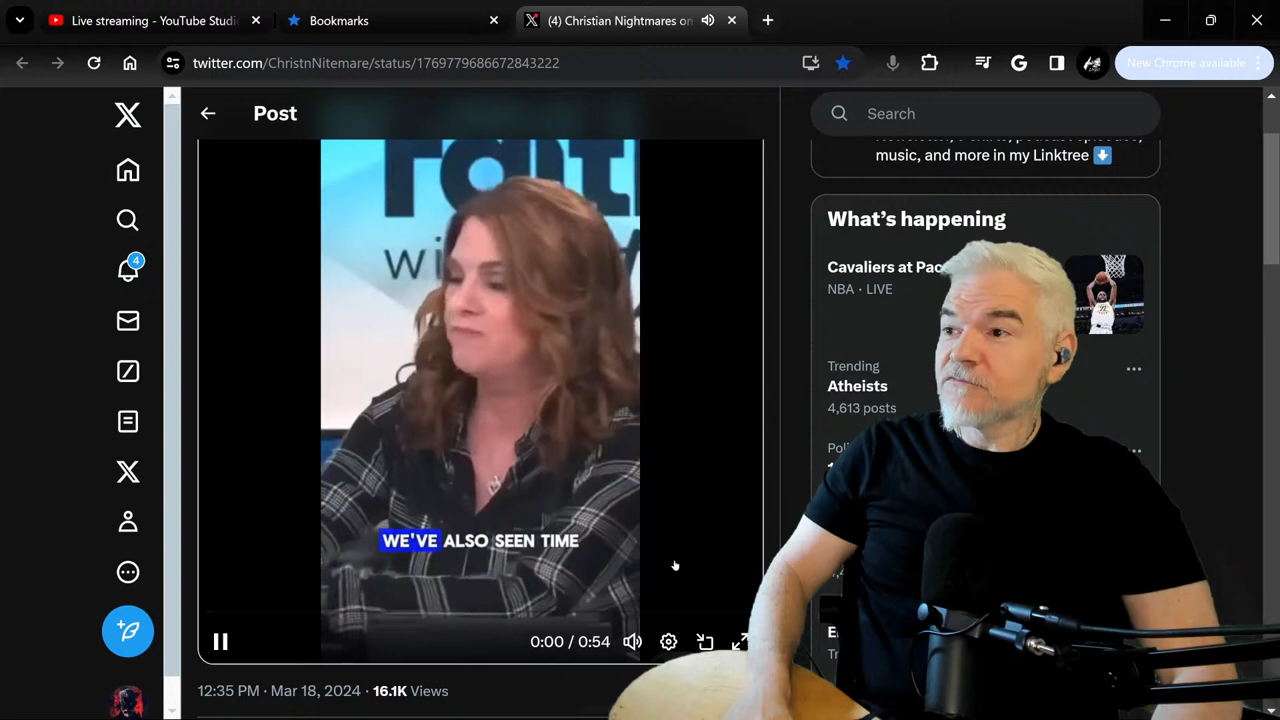 Live streaming - YouTube Studi
Bookmarks
(4) Christian Nightmares on
twitter.com/ChristnNitemare/status/1769779686672843222
New Chrome available
Post
Search
music, and more in my Linktree
What's happening
Cavaliers at Pac
NBA · LIVE
Trending
Atheists
4,613 posts
4
wi
WE'VE ALSO SEEN TIME
0:00 / 0:54
12:35 PM · Mar 18, 2024 · 16.1K Views